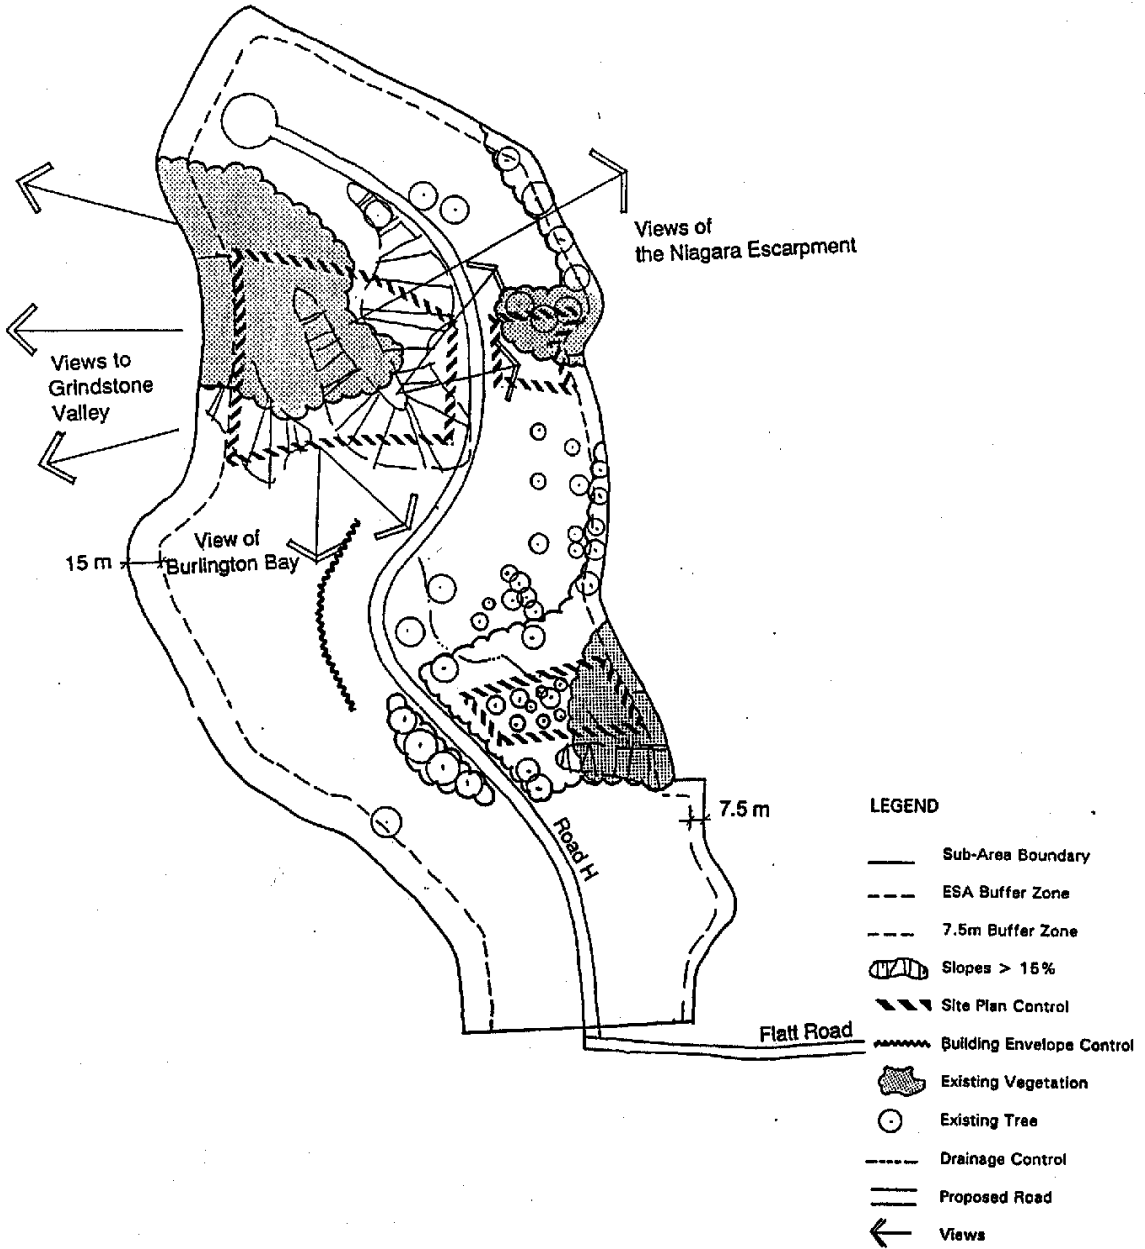 Views of
the Niagara Escarpment
Views to
Grindstone
Valley
View of
Burlington Bay
15 m
7.5 m
Road H
Flatt Road
LEGEND
Sub-Area Boundary
ESA Buffer Zone
7.5m Buffer Zone
Slopes > 15%
Site Plan Control
Building Envelope Control
Existing Vegetation
Existing Tree
Drainage Control
Proposed Road
Views